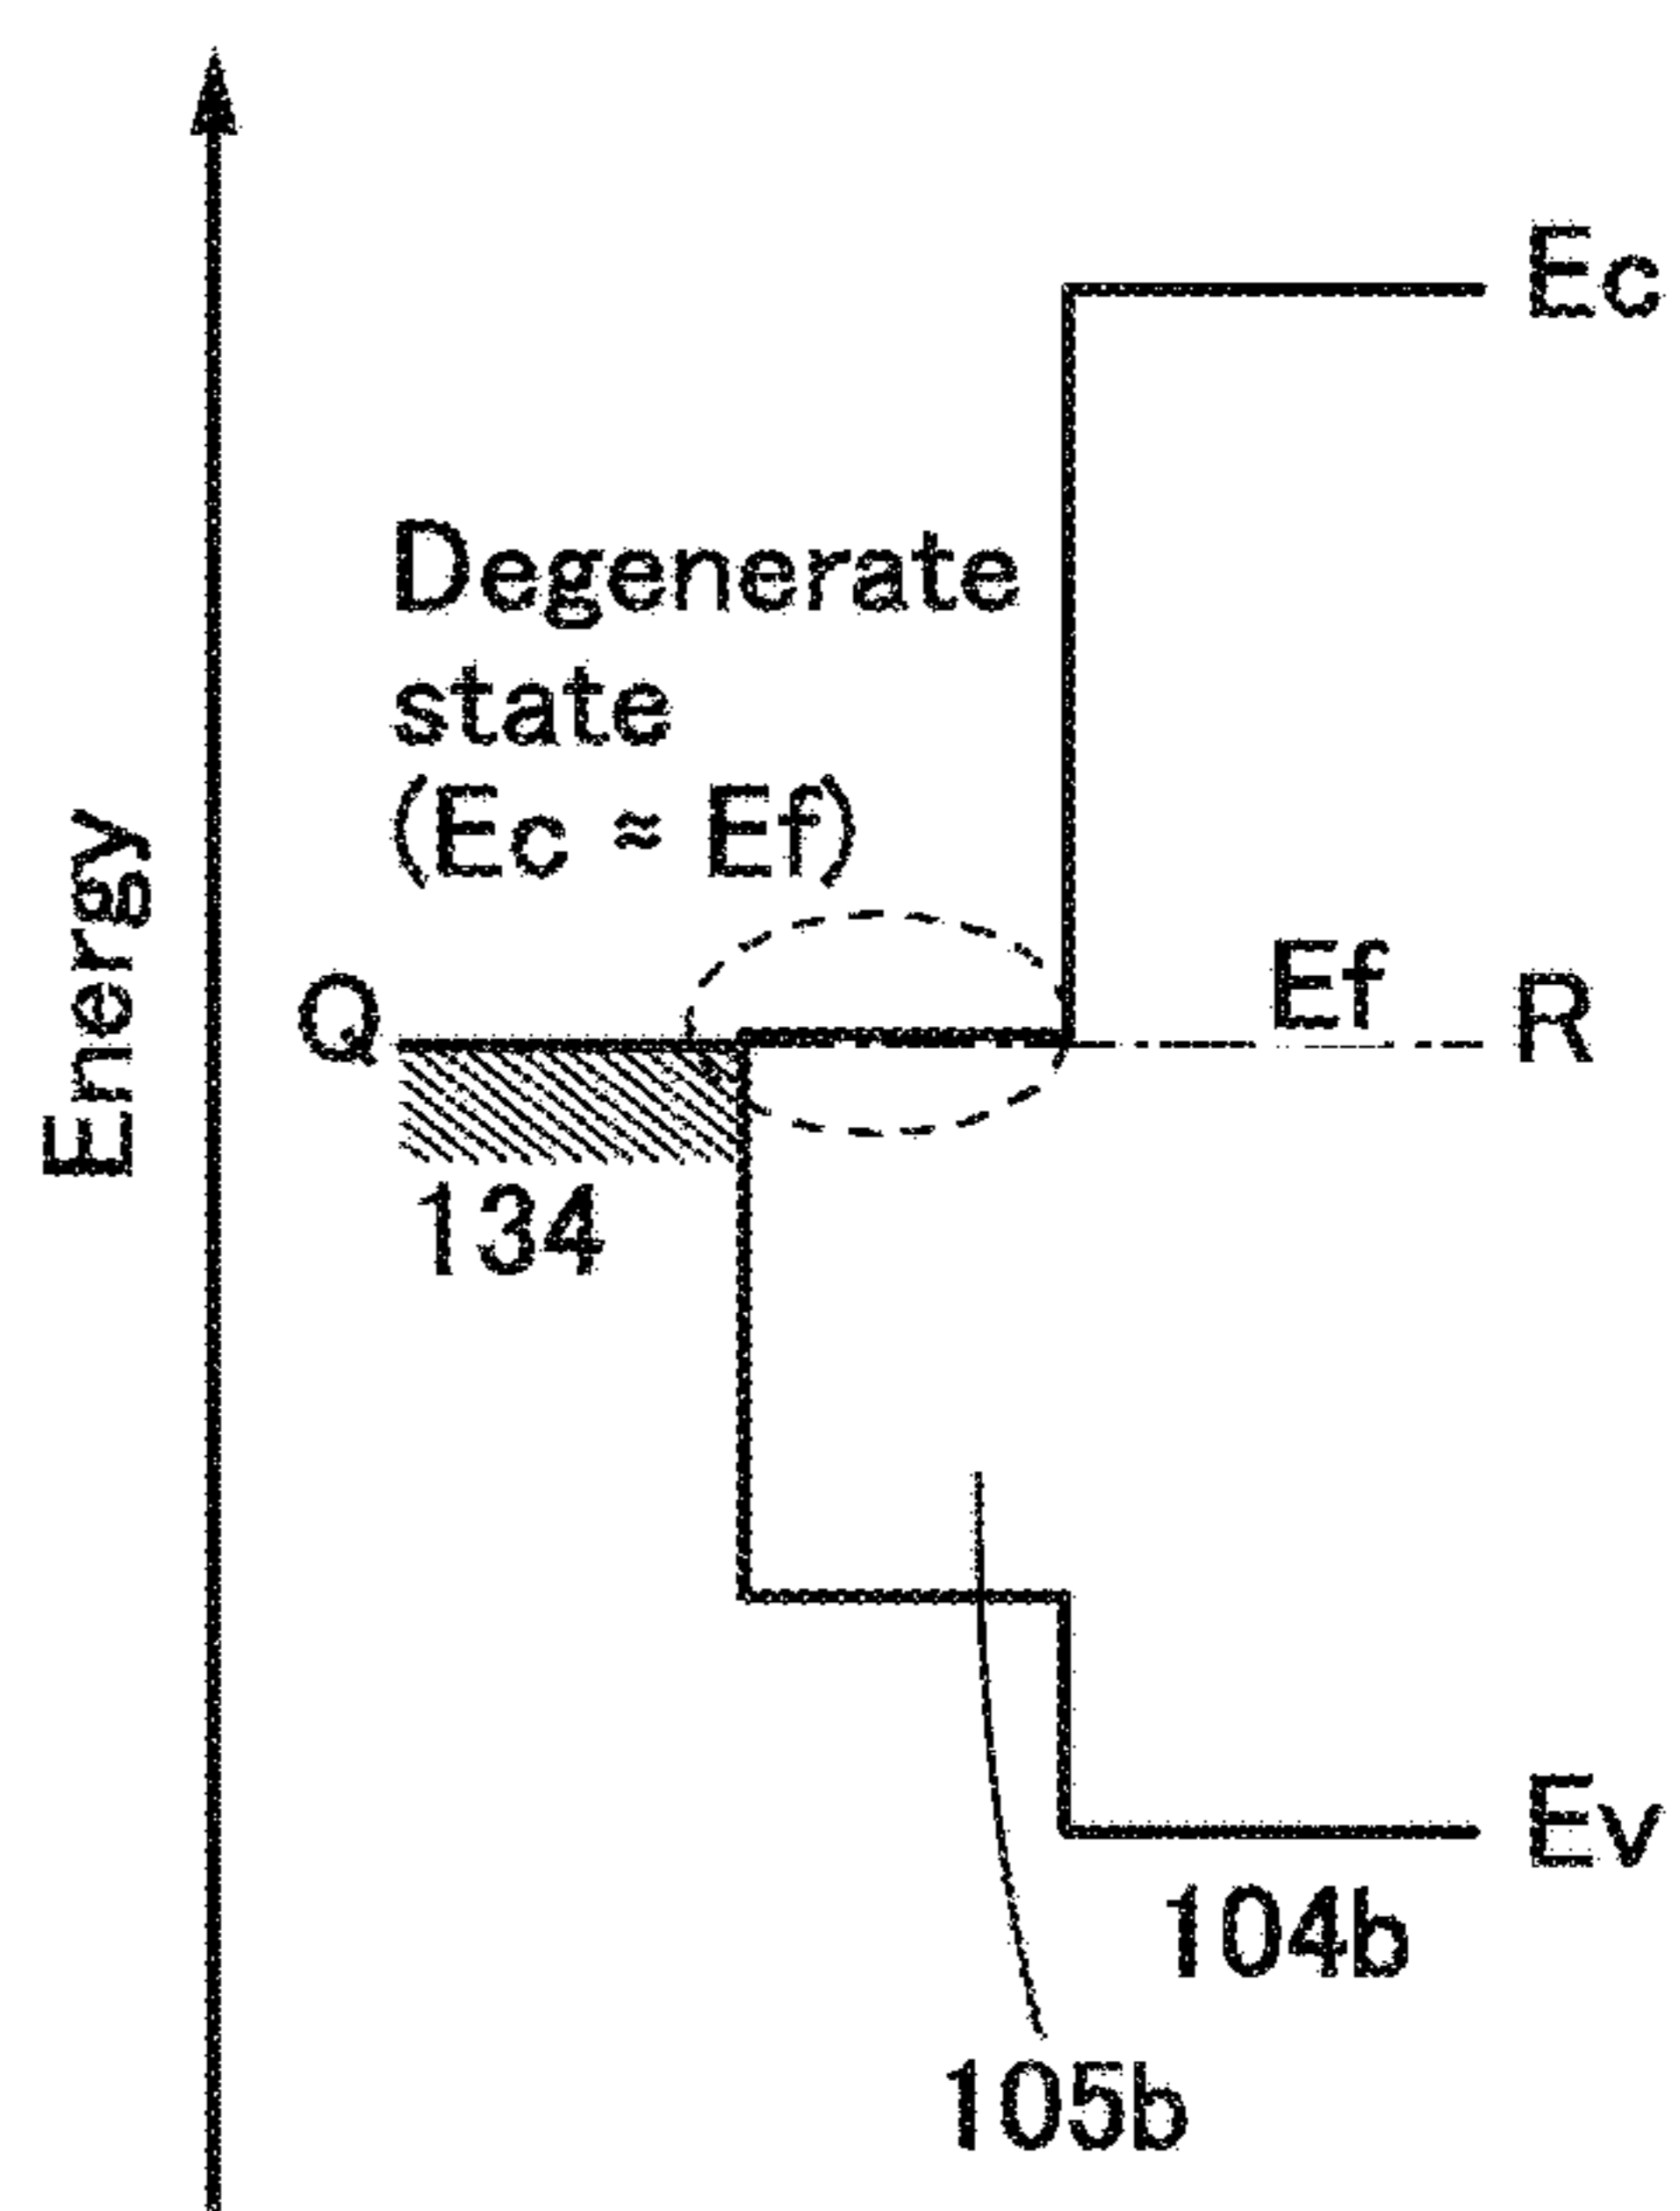 Ec
Degenerate
state
(Ec ≈ Ef)
Energy
Q
Ef
R
134
Ev
104b
105b